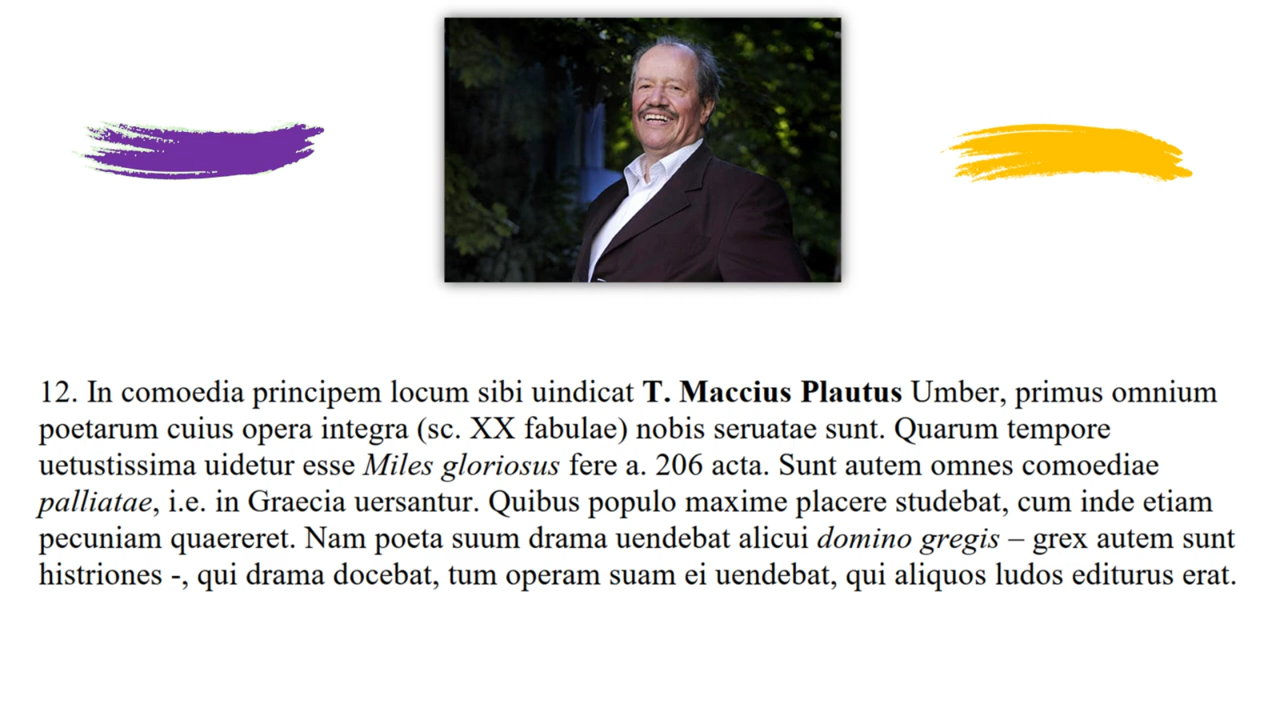 12. In comoedia principem locum sibi uindicat T. Maccius Plautus Umber, primus omnium
poetarum cuius opera integra (sc. XX fabulae) nobis seruatae sunt. Quarum tempore
uetustissima uidetur esse Miles gloriosus fere a. 206 acta. Sunt autem omnes comoediae
palliatae, i.e. in Graecia uersantur. Quibus populo maxime placere studebat, cum inde etiam
pecuniam quaereret. Nam poeta suum drama uendebat alicui domino gregis – grex autem sunt
histriones -, qui drama docebat, tum operam suam ei uendebat, qui aliquos ludos editurus erat.